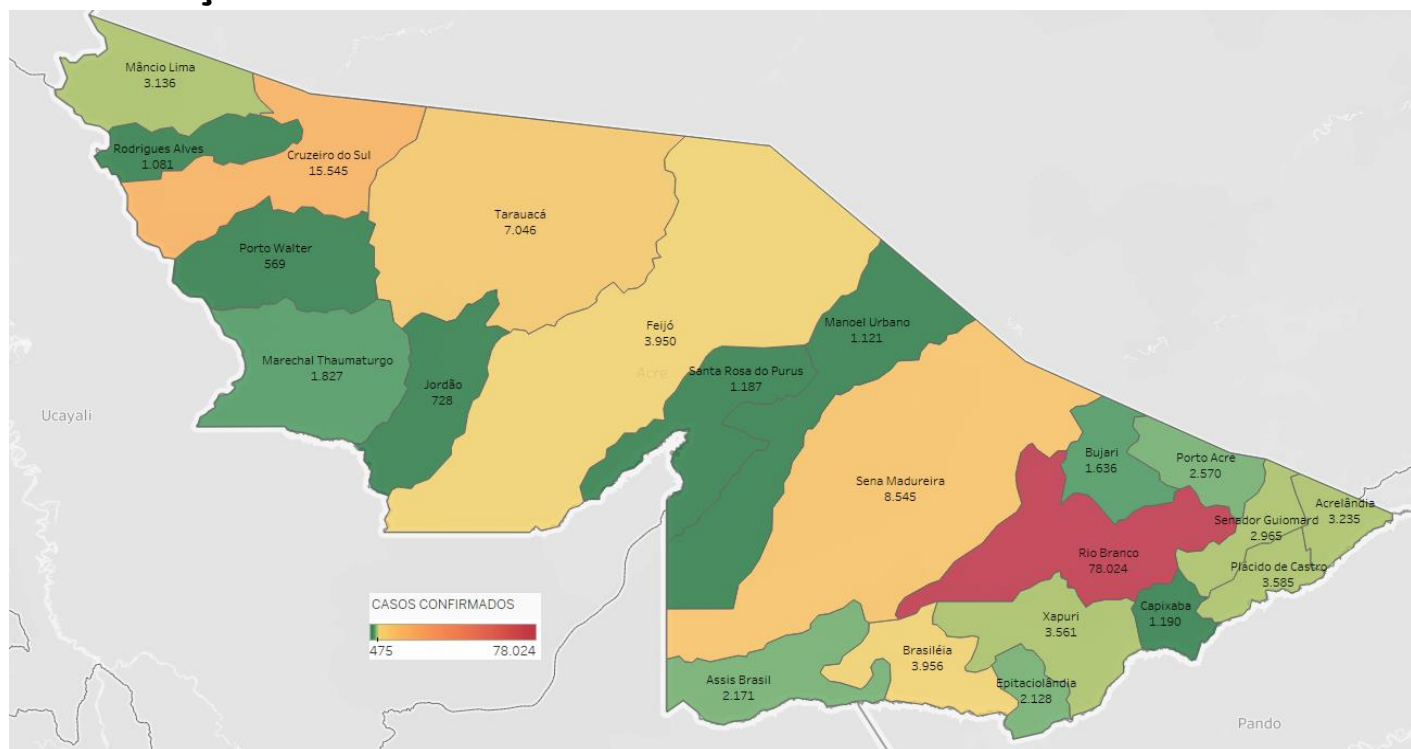 Mâncio Lima
3.136
Rodrigues Alves
1.081
Cruzeiro do Sul
15.545
Tarauacá
7.046
Porto Walter
569
Feijó
3.950
Manoel Urbano
1.121
Marechal Thaumaturgo
1.827
Jordão
728
Santa Rosa do Purus
1.187
Acre
Ucayali
Sena Madureira
8.545
Bujari
1.636
Porto Acre
2.570
Acrelândia
3.235
Senador Guiomard
2.965
Rio Branco
78.024
Plácido de Castro
3.585
Capixaba
1.190
Xapuri
3.561
CASOS CONFIRMADOS
475
78.024
Brasiléia
3.956
Assis Brasil
2.171
Epitaciolândia
2.128
Pando